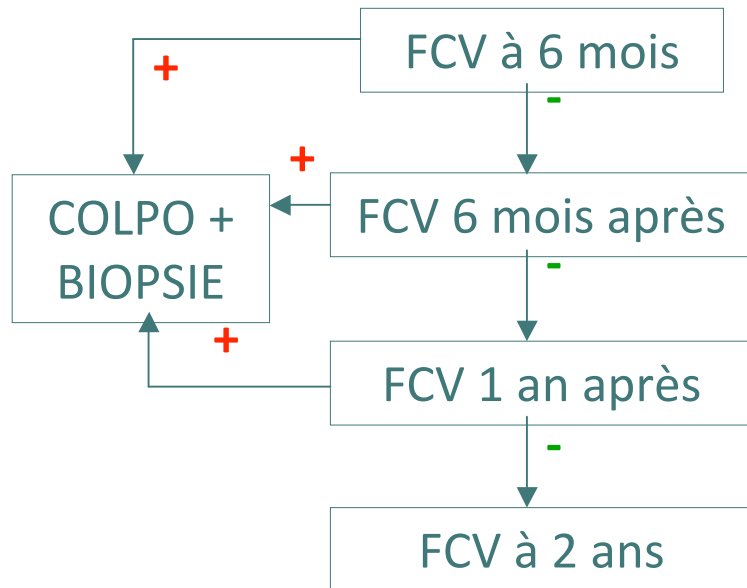 FCV à 6 mois
+
-
+
COLPO +
BIOPSIE
FCV 6 mois après
-
+
FCV 1 an après
-
FCV à 2 ans